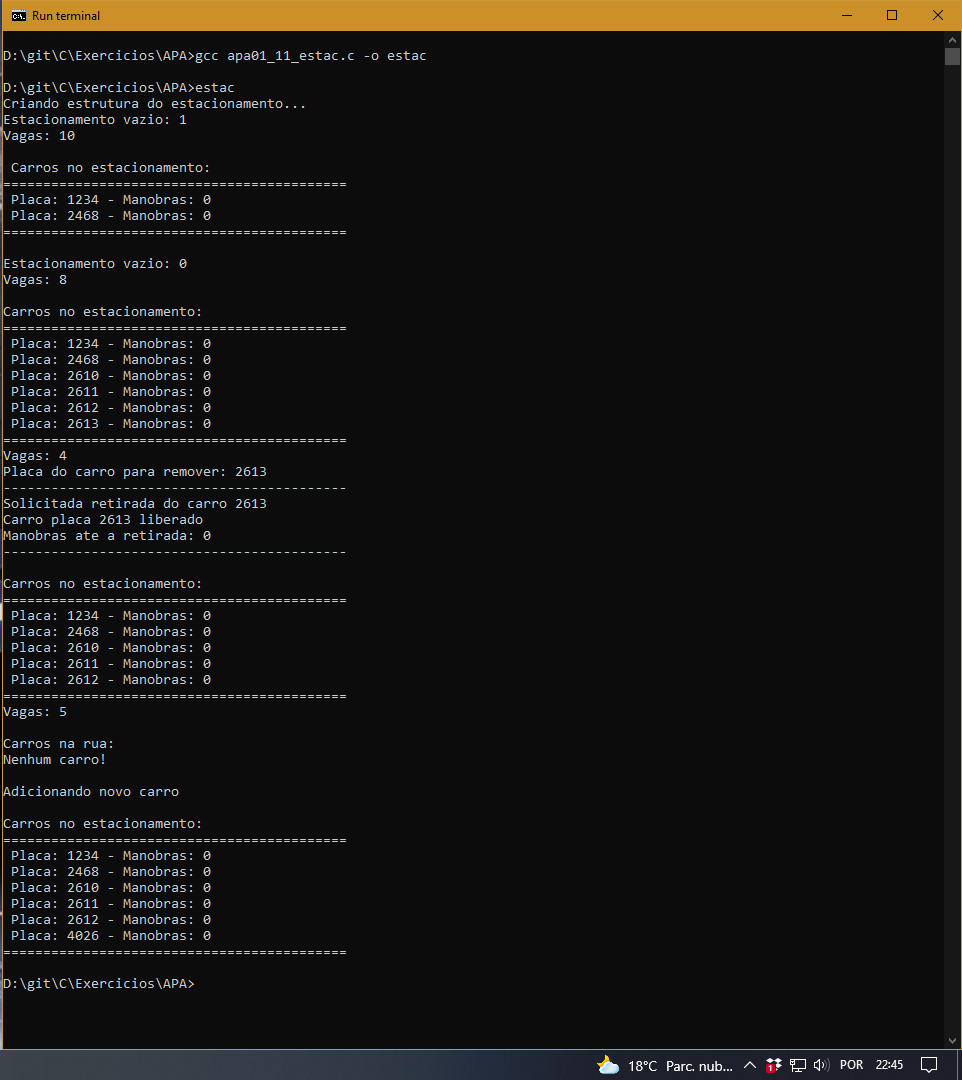 Run terminal
D:\git\C\Exercicios\APA>gcc apa01_11_estac.c -o estac
D:\git\C\Exercicios\APA>estac
Criando estrutura do estacionamento...
Estacionamento vazio: 1
Vagas: 10
Carros no estacionamento:
===========================================
Placa: 1234 - Manobras: 0
Placa: 2468 - Manobras: 0
===========================================
Estacionamento vazio: 0
Vagas: 8
Carros no estacionamento:
===========================================
Placa: 1234 - Manobras: 0
Placa: 2468 - Manobras: 0
Placa: 2610 - Manobras: 0
Placa: 2611 - Manobras: 0
Placa: 2612 - Manobras: 0
Placa: 2613 - Manobras: 0
===========================================
Vagas: 4
Placa do carro para remover: 2613
-------------------------------------------
Solicitada retirada do carro 2613
Carro placa 2613 liberado
Manobras ate a retirada: 0
-------------------------------------------
Carros no estacionamento:
===========================================
Placa: 1234 - Manobras: 0
Placa: 2468 - Manobras: 0
Placa: 2610 - Manobras: 0
Placa: 2611 - Manobras: 0
Placa: 2612 - Manobras: 0
===========================================
Vagas: 5
Carros na rua:
Nenhum carro!
Adicionando novo carro
Carros no estacionamento:
===========================================
Placa: 1234 - Manobras: 0
Placa: 2468 - Manobras: 0
Placa: 2610 - Manobras: 0
Placa: 2611 - Manobras: 0
Placa: 2612 - Manobras: 0
Placa: 4026 - Manobras: 0
===========================================
D:\git\C\Exercicios\APA>
18°C Parc. nub... 1 POR 22:45